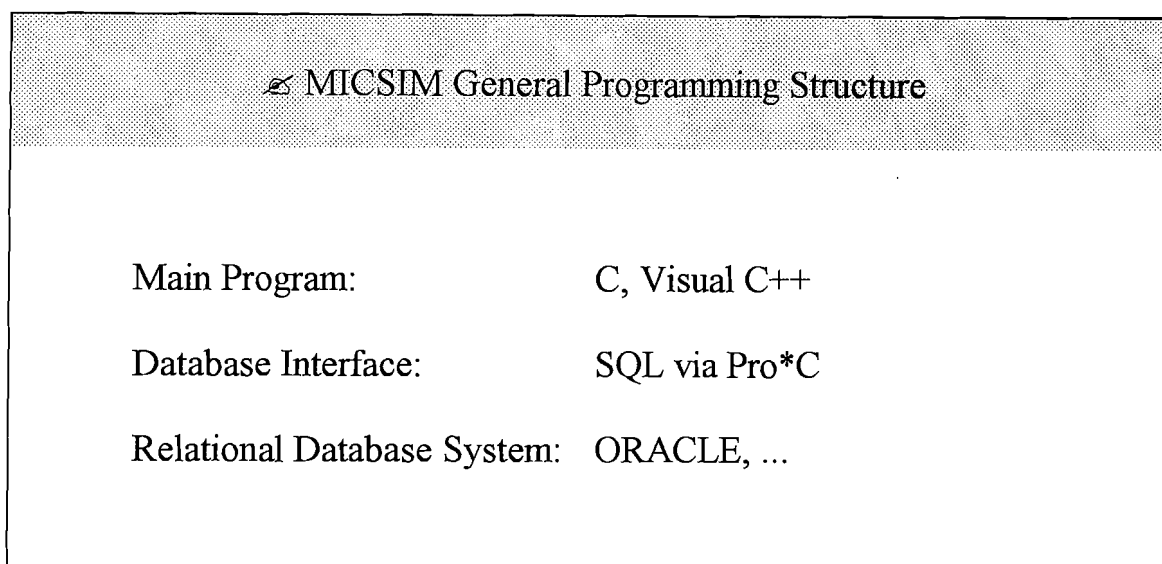 ✍ MICSIM General Programming Structure
Main Program: C, Visual C++
Database Interface: SQL via Pro*C
Relational Database System: ORACLE, ...